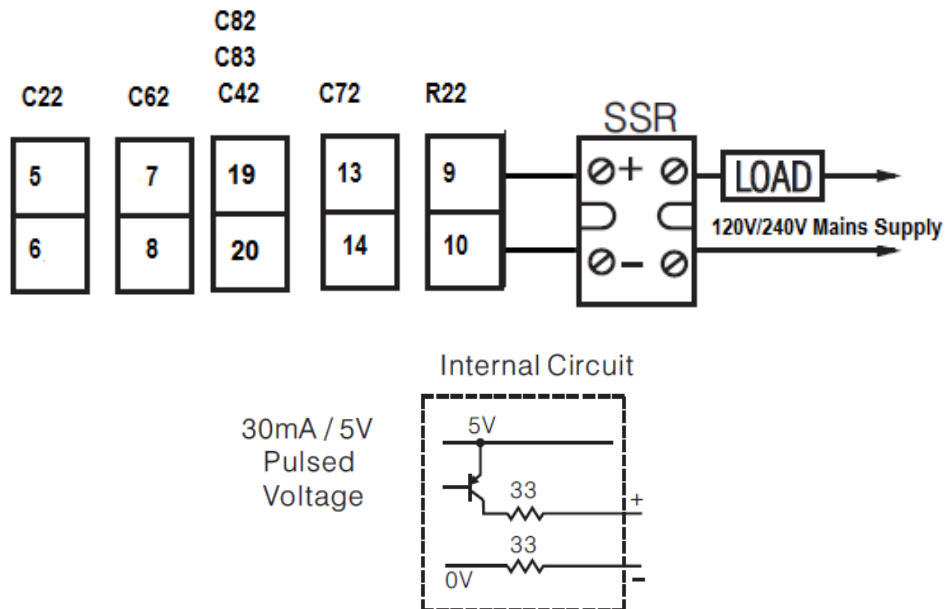 C82
C83
C22 C62 C42 C72 R22
SSR
5 7 19 13 9 + LOAD
120V/240V Mains Supply
6 8 20 14 10 -
Internal Circuit
30mA / 5V
Pulsed
Voltage
5V
33
+
33
0V
-